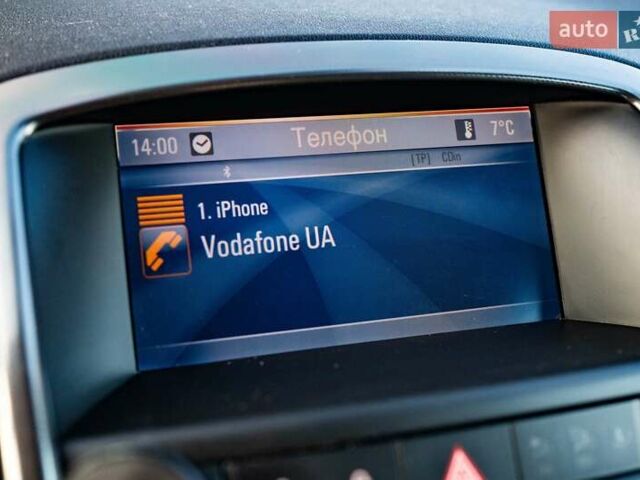 auto
R
14:00 Телефон 7°C
[TP] CDin
1. iPhone
Vodafone UA